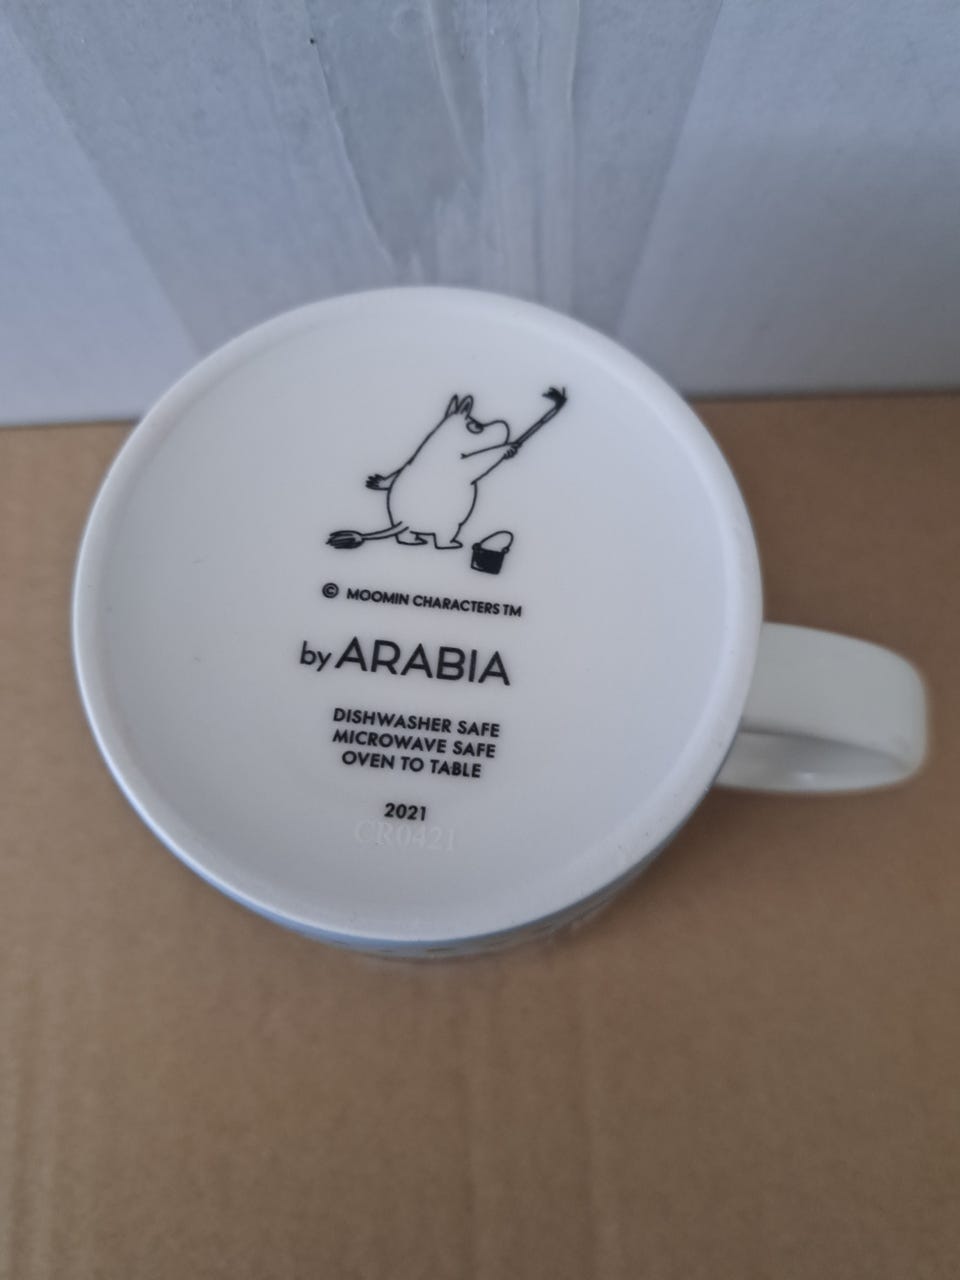 © MOOMIN CHARACTERS TM
by ARABIA
DISHWASHER SAFE
MICROWAVE SAFE
OVEN TO TABLE
2021
CR0421